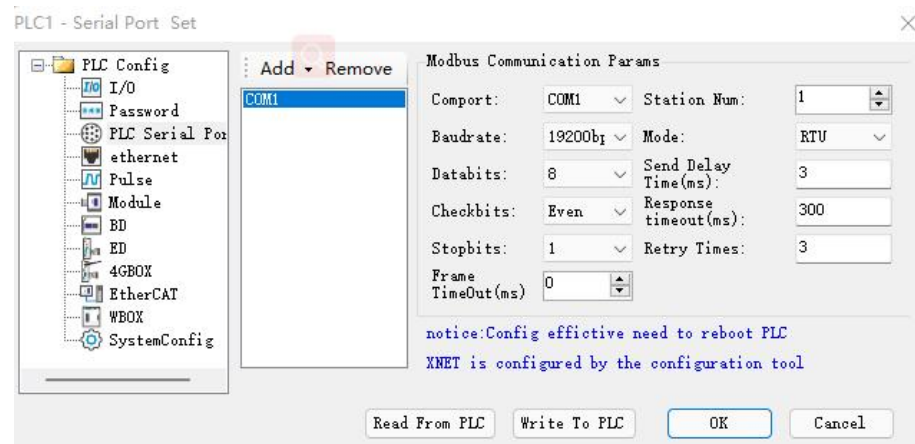 PLC1 - Serial Port Set
PLC Config
I/O
Password
PLC Serial Por
ethernet
Pulse
Module
BD
ED
4GBOX
EtherCAT
WBOX
SystemConfig
Add Remove
COM1
Modbus Communication Params
Comport: COM1 Station Num: 1
Baudrate: 19200bp Mode: RTU
Databits: 8 Send Delay Time(ms): 3
Checkbits: Even Response timeout(ms): 300
Stopbits: 1 Retry Times: 3
Frame TimeOut(ms) 0
notice:Config effictive need to reboot PLC
XNET is configured by the configuration tool
Read From PLC Write To PLC OK Cancel